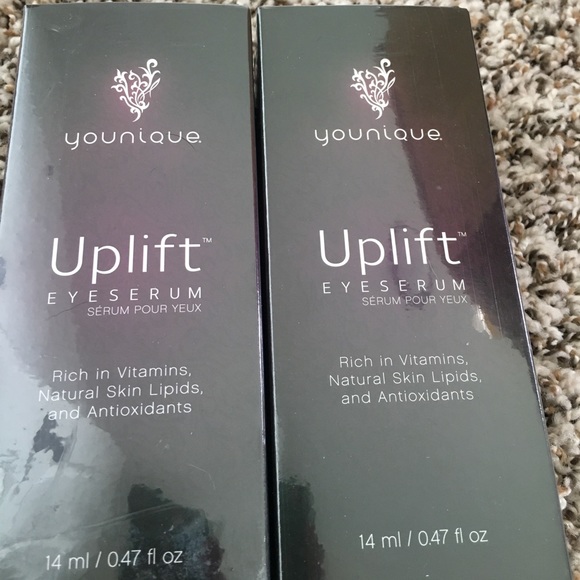 younique
Uplift™
EYESERUM
SÉRUM POUR YEUX
Rich in Vitamins,
Natural Skin Lipids,
and Antioxidants
14 ml / 0.47 fl oz
younique
Uplift™
EYESERUM
SÉRUM POUR YEUX
Rich in Vitamins,
Natural Skin Lipids,
and Antioxidants
14 ml / 0.47 fl oz